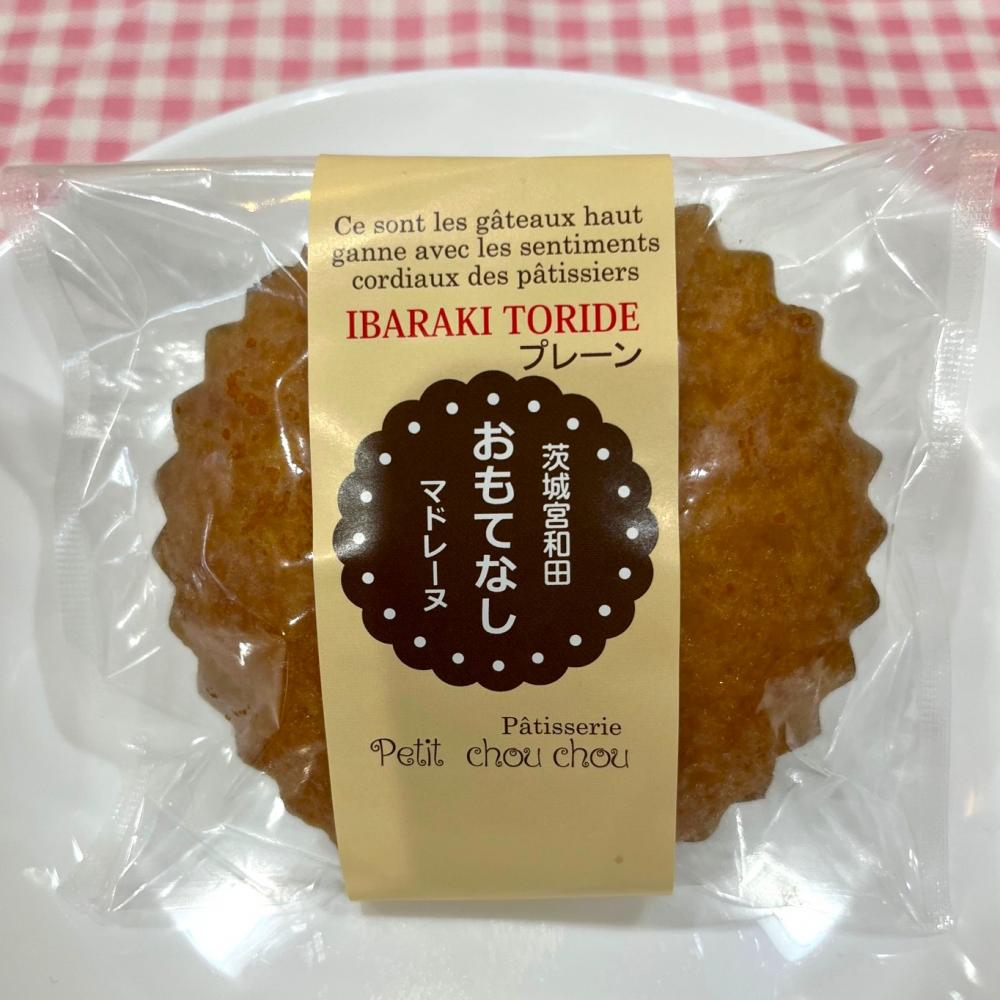 Ce sont les gâteaux haut
ganne avec les sentiments
cordiaux des pâtissiers
IBARAKI TORIDE
プレーン
茨城宮和田
おもてなし
マドレーヌ
Pâtisserie
Petit chou chou